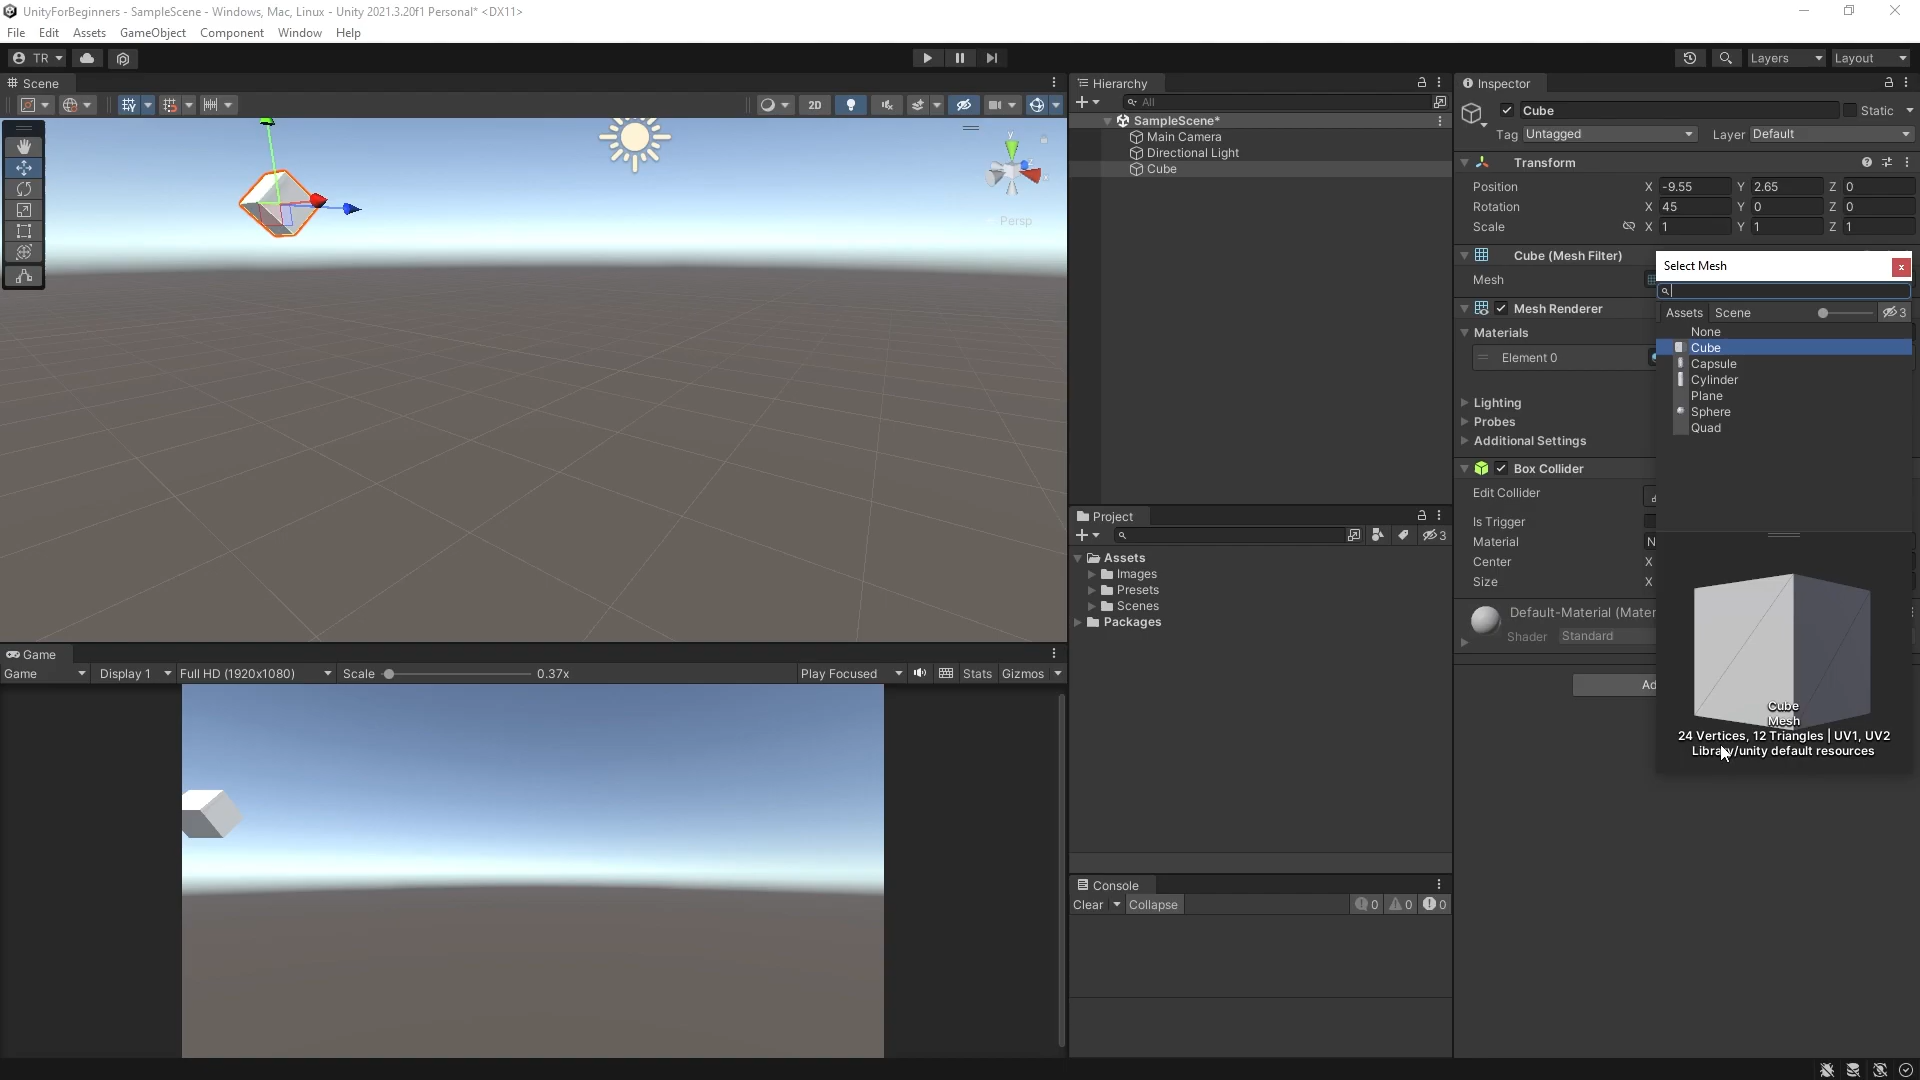 UnityForBeginners - SampleScene - Windows, Mac, Linux - Unity 2021.3.20f1 Personal* <DX11>
File Edit Assets GameObject Component Window Help
TR
Layers
Layout
Scene
2D
y
Persp
Hierarchy
All
SampleScene*
Main Camera
Directional Light
Cube
Project
3
Assets
Images
Presets
Scenes
Packages
Console
Clear Collapse 0 0 0
Game
Game Display 1 Full HD (1920x1080) Scale 0.37x Play Focused Stats Gizmos
Inspector
Cube Static
Tag Untagged Layer Default
Transform
Position X -9.55 Y 2.65 Z 0
Rotation X 45 Y 0 Z 0
Scale X 1 Y 1 Z 1
Cube (Mesh Filter)
Mesh
Mesh Renderer
Materials
Element 0
Lighting
Probes
Additional Settings
Box Collider
Edit Collider
Is Trigger
Material N
Center X
Size X
Default-Material (Mater
Shader Standard
Ad
Select Mesh
x
Assets Scene 3
None
Cube
Capsule
Cylinder
Plane
Sphere
Quad
Cube
Mesh
24 Vertices, 12 Triangles | UV1, UV2
Library/unity default resources